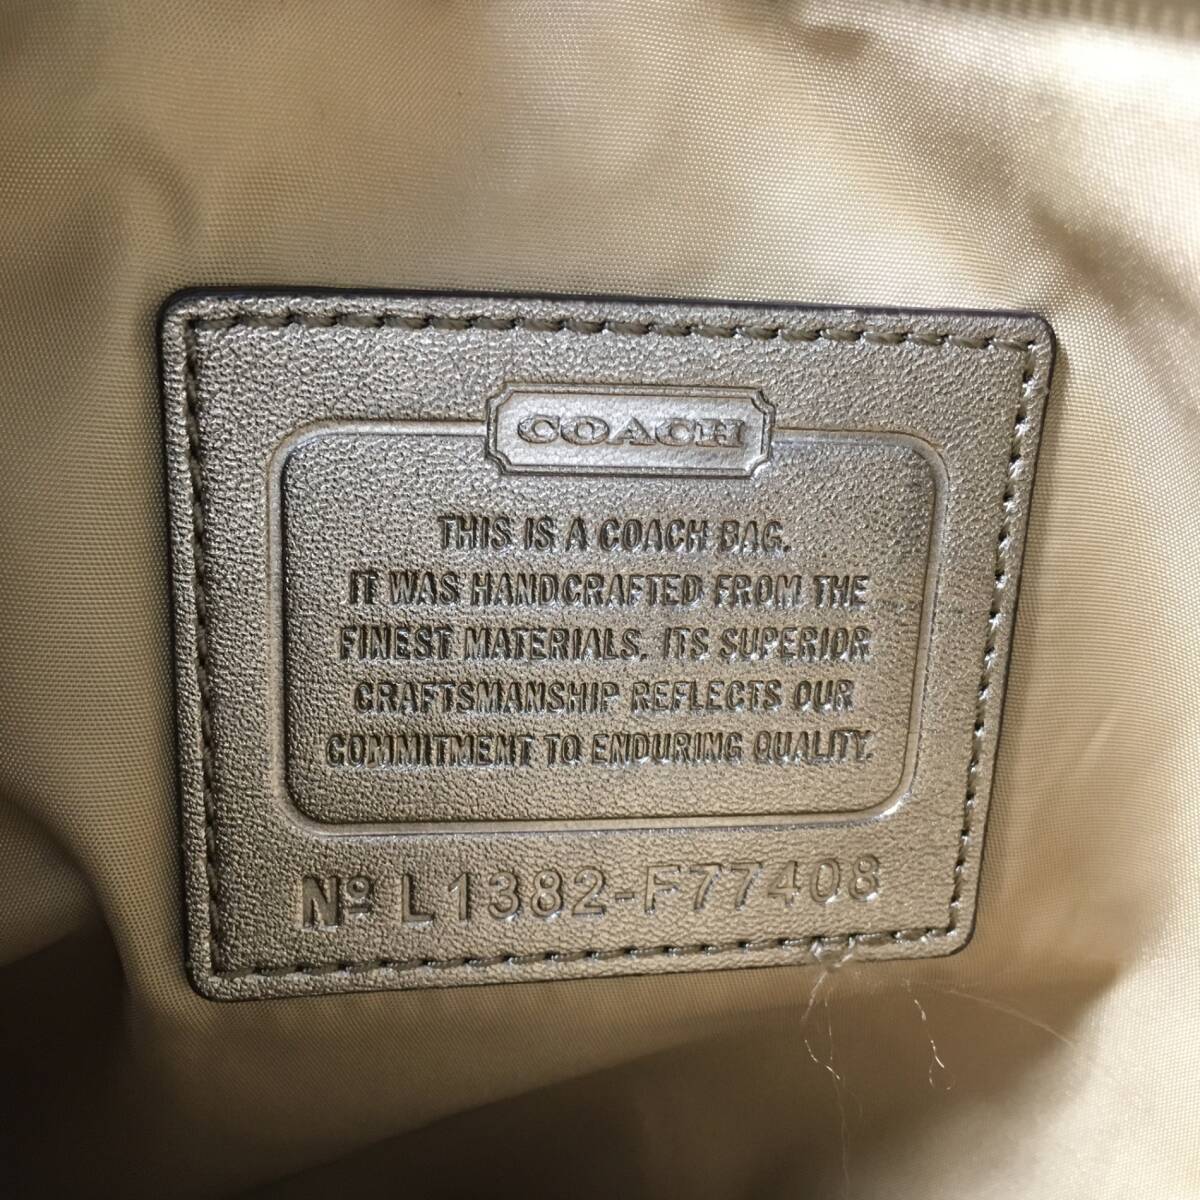 COACH
THIS IS A COACH BAG.
IT WAS HANDCRAFTED FROM THE
FINEST MATERIALS. ITS SUPERIOR
CRAFTSMANSHIP REFLECTS OUR
COMMITMENT TO ENDURING QUALITY.
Nº L1382-F77408